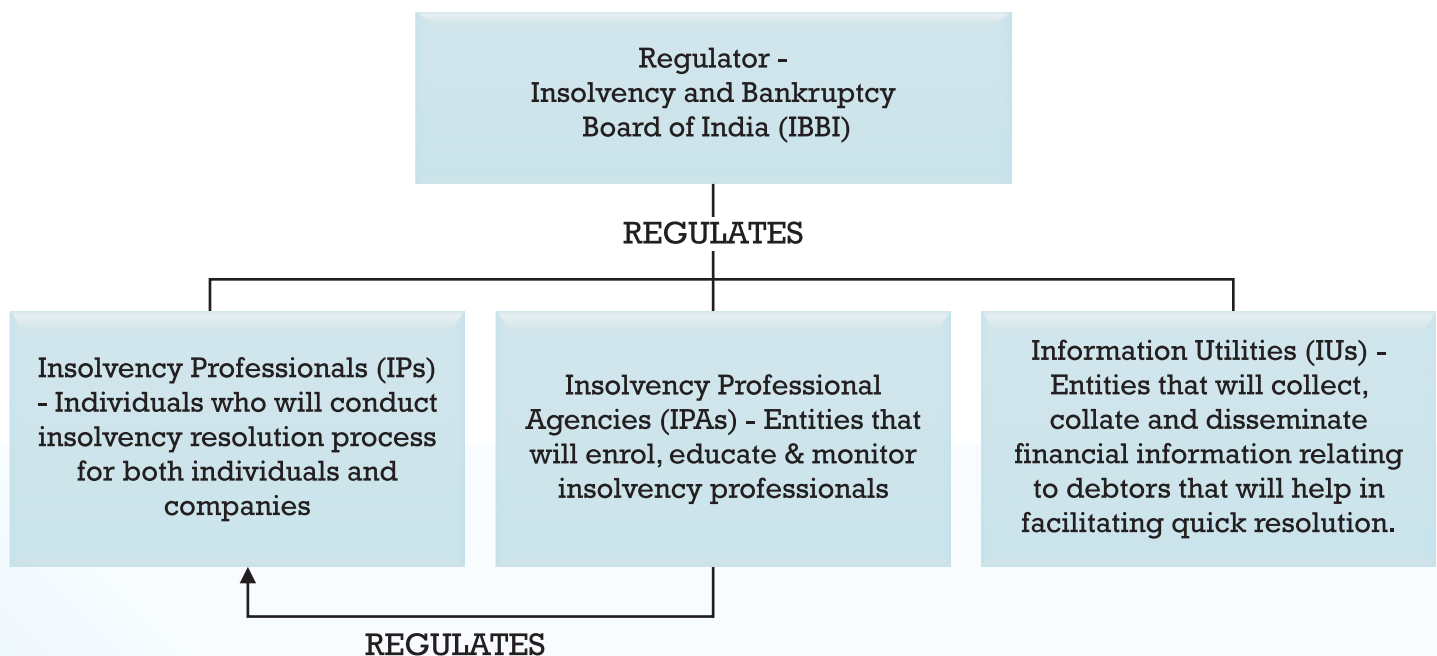 Regulator -
Insolvency and Bankruptcy
Board of India (IBBI)
REGULATES
Insolvency Professionals (IPs)
- Individuals who will conduct
insolvency resolution process
for both individuals and
companies
Insolvency Professional
Agencies (IPAs) - Entities that
will enrol, educate & monitor
insolvency professionals
Information Utilities (IUs) -
Entities that will collect,
collate and disseminate
financial information relating
to debtors that will help in
facilitating quick resolution.
REGULATES